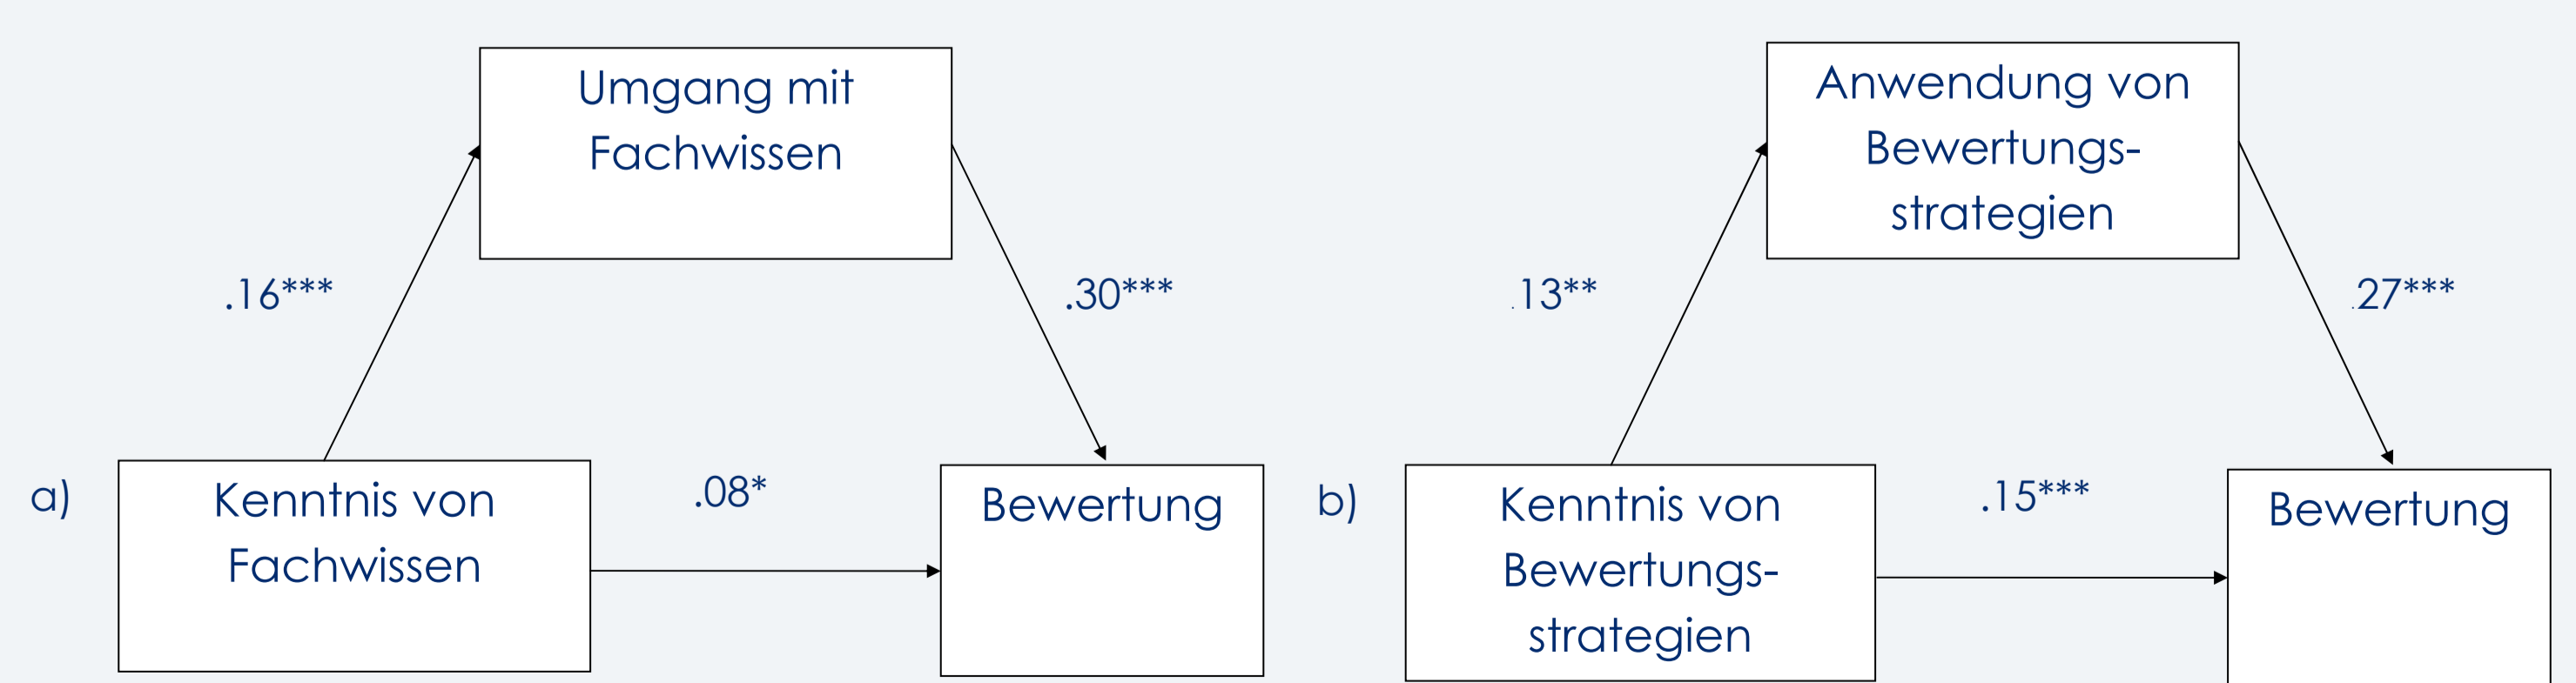 Umgang mit
Fachwissen
.16***
.30***
a)
Kenntnis von
Fachwissen
.08*
Bewertung
Anwendung von
Bewertungs-
strategien
.13**
.27***
b)
Kenntnis von
Bewertungs-
strategien
.15***
Bewertung